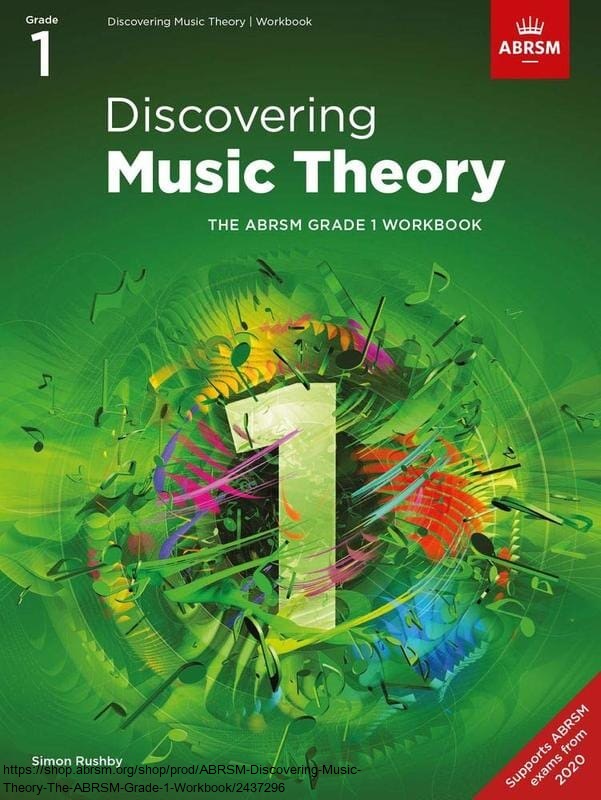 Grade
1
Discovering Music Theory | Workbook
ABRSM
Discovering
Music Theory
THE ABRSM GRADE 1 WORKBOOK
1
Simon Rushby
https://shop.abrsm.org/shop/prod/ABRSM-Discovering-Music-
Theory-The-ABRSM-Grade-1-Workbook/2437296
Supports ABRSM
exams from
2020